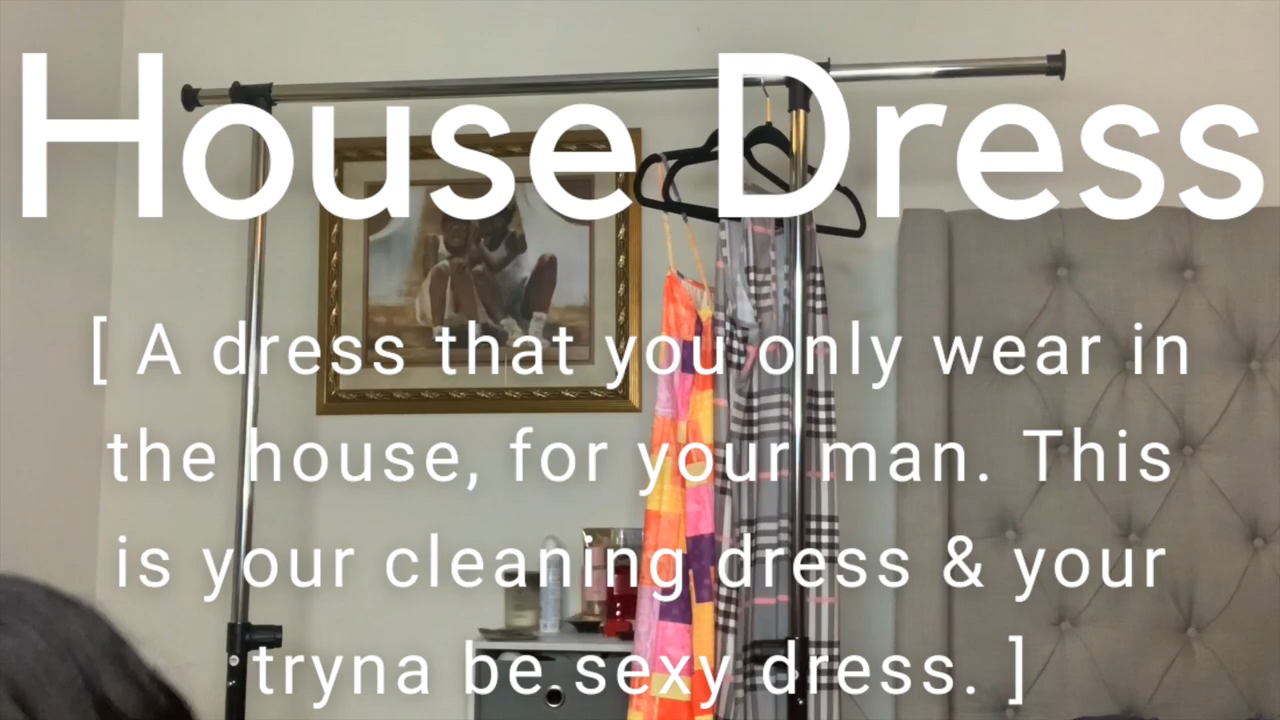 House Dress
[ A dress that you only wear in
the house, for your man. This
is your cleaning dress & your
tryna be sexy dress. ]